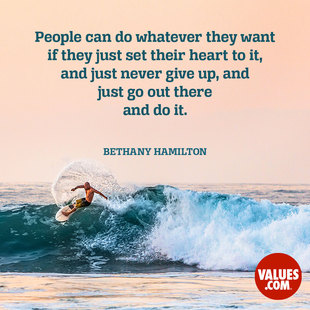 People can do whatever they want
if they just set their heart to it,
and just never give up, and
just go out there
and do it.
BETHANY HAMILTON
VALUES
.COM